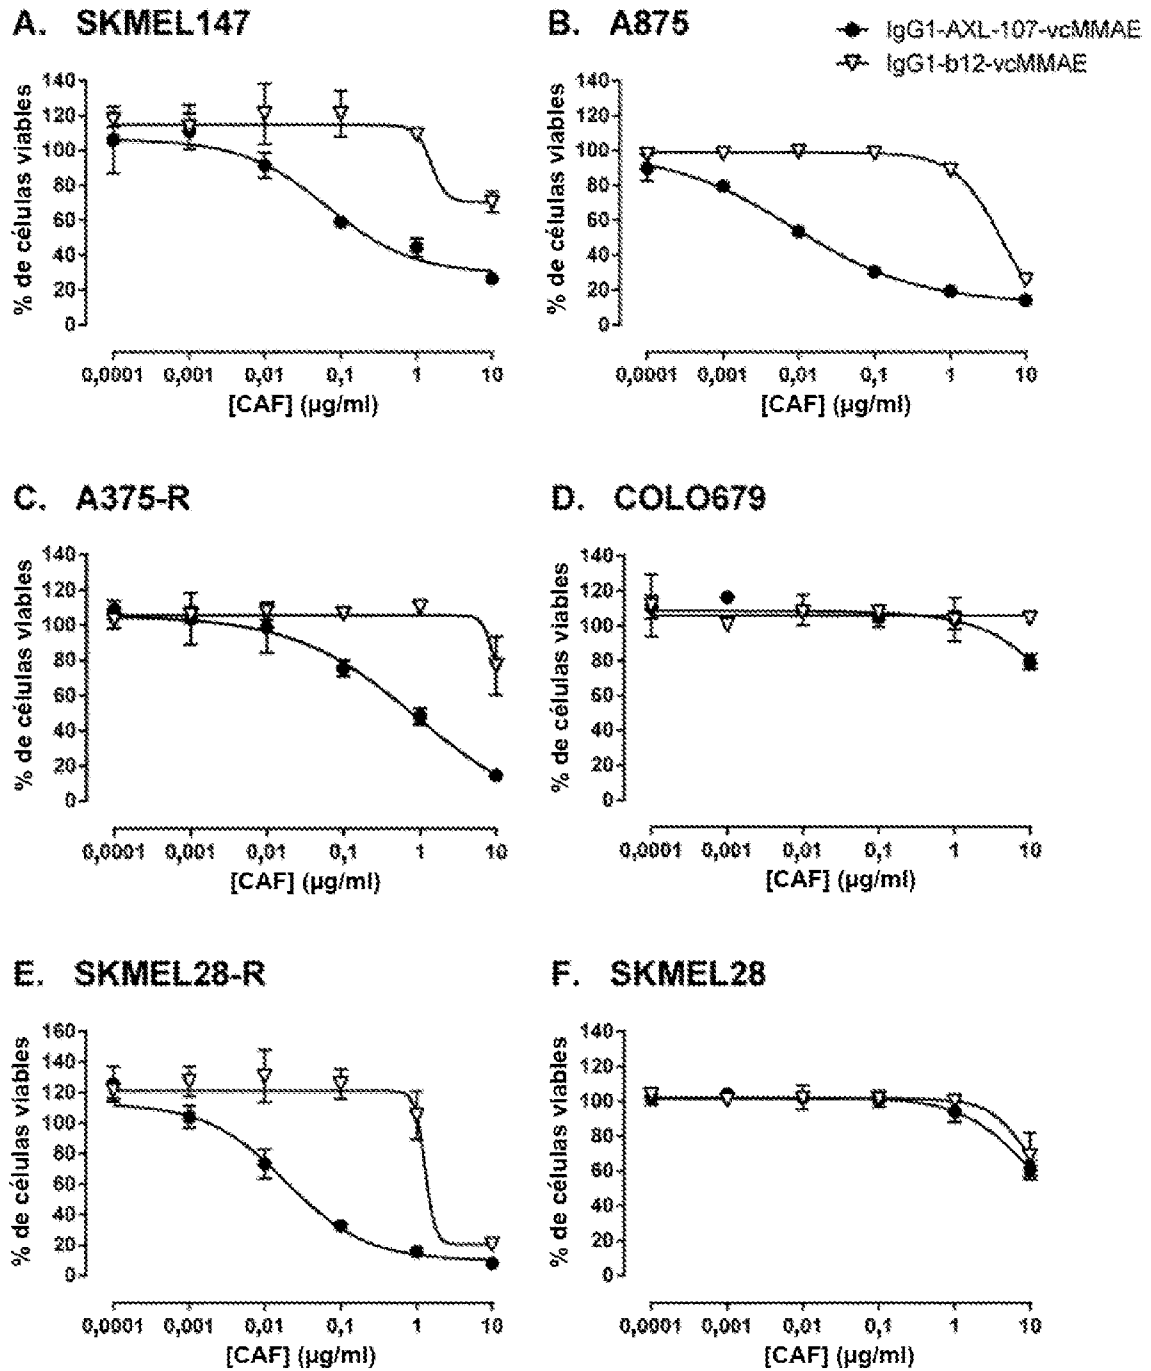 A. SKMEL147
B. A875
IgG1-AXL-107-vcMMAE
IgG1-b12-vcMMAE
% de células viables
140
120
100
80
60
40
20
0
0,0001 0,001 0,01 0,1 1 10
[CAF] (µg/ml)
% de células viables
140
120
100
80
60
40
20
0
0,0001 0,001 0,01 0,1 1 10
[CAF] (µg/ml)
C. A375-R
% de células viables
140
120
100
80
60
40
20
0
0,0001 0,001 0,01 0,1 1 10
[CAF] (µg/ml)
D. COLO679
% de células viables
140
120
100
80
60
40
20
0
0,0001 0,001 0,01 0,1 1 10
[CAF] (µg/ml)
E. SKMEL28-R
% de células viables
160
140
120
100
80
60
40
20
0
0,0001 0,001 0,01 0,1 1 10
[CAF] (µg/ml)
F. SKMEL28
% de células viables
140
120
100
80
60
40
20
0
0,0001 0,001 0,01 0,1 1 10
[CAF] (µg/ml)